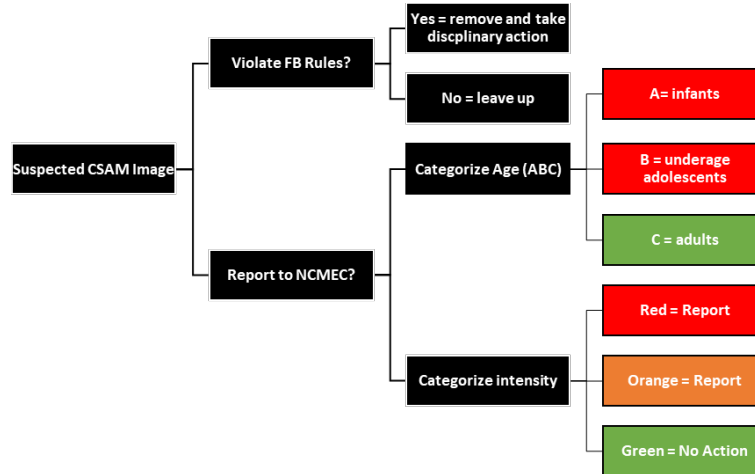 Suspected CSAM Image
Violate FB Rules?
Yes = remove and take
discplinary action
No = leave up
Report to NCMEC?
Categorize Age (ABC)
A= infants
B = underage
adolescents
C = adults
Categorize intensity
Red = Report
Orange = Report
Green = No Action